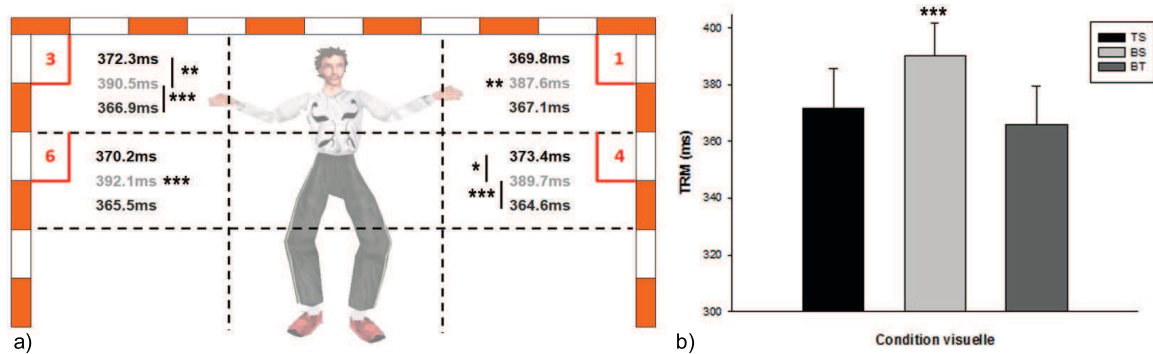 3
372.3ms
390.5ms
366.9ms
**
***
369.8ms
** 387.6ms
367.1ms
1
6
370.2ms
392.1ms ***
365.5ms
373.4ms
389.7ms
364.6ms
*
***
4
a)
***
TS
BS
BT
400
380
360
340
320
300
TRM (ms)
Condition visuelle
b)